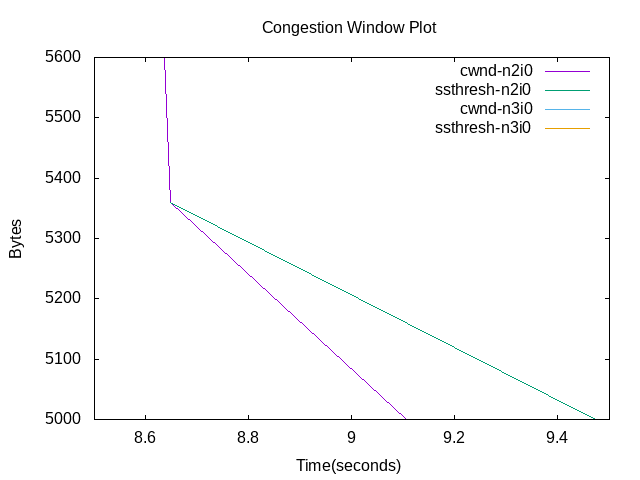 Congestion Window Plot
5600
5500
5400
5300
5200
5100
5000
Bytes
cwnd-n2i0
ssthresh-n2i0
cwnd-n3i0
ssthresh-n3i0
8.6 8.8 9 9.2 9.4
Time(seconds)